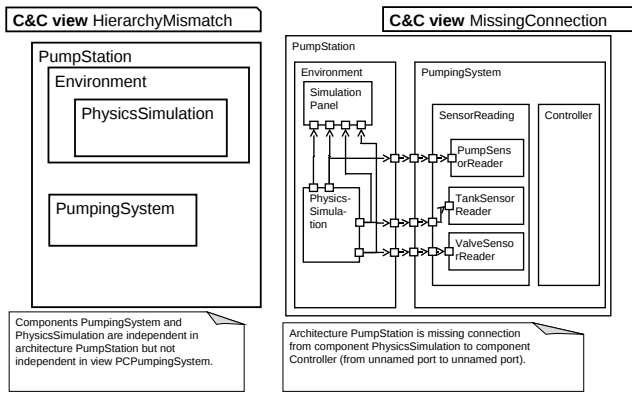 C&C view HierarchyMismatch
PumpStation
Environment
PhysicsSimulation
PumpingSystem
Components PumpingSystem and
PhysicsSimulation are independent in
architecture PumpStation but not
independent in view PCPumpingSystem.
C&C view MissingConnection
PumpStation
Environment
Simulation
Panel
Physics-
Simula-
tion
PumpingSystem
SensorReading
PumpSens
orReader
TankSensor
Reader
ValveSenso
rReader
Controller
Architecture PumpStation is missing connection
from component PhysicsSimulation to component
Controller (from unnamed port to unnamed port).